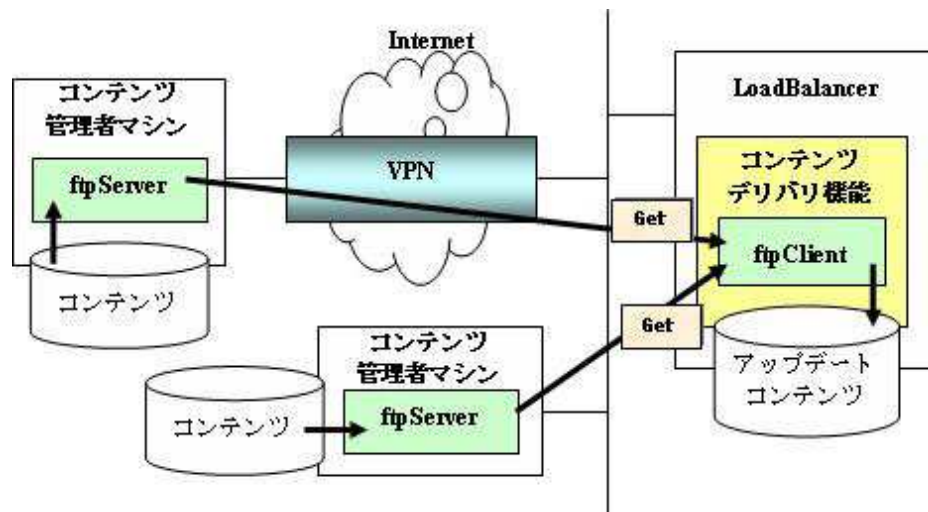 Internet
コンテンツ
管理者マシン
ftpServer
コンテンツ
VPN
LoadBalancer
コンテンツ
デリバリ機能
Get
ftpClient
Get
アップデート
コンテンツ
コンテンツ
管理者マシン
ftpServer
コンテンツ